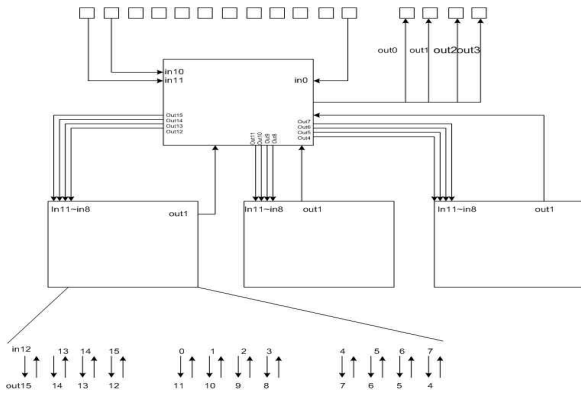 out0 out1 out2out3
in10
in11 in0
Out15
Out14
Out13
Out12
Out11
Out10
Out9
Out8
Out7
Out6
Out5
Out4
In11~in8 out1
In11~in8 out1
In11~in8 out1
in12 13 14 15 0 1 2 3 4 5 6 7
out15 14 13 12 11 10 9 8 7 6 5 4